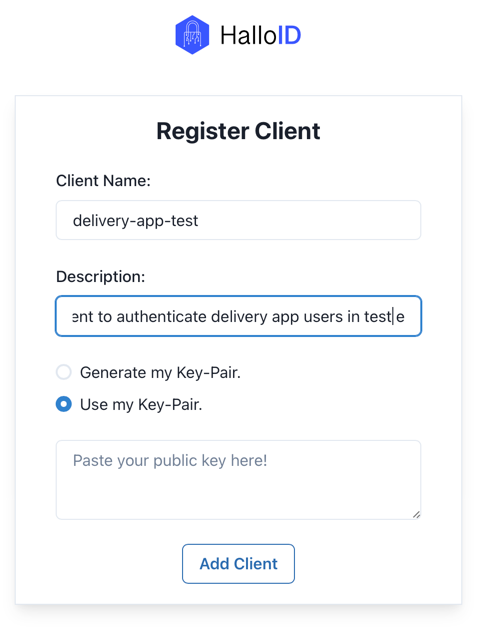 HalloID
Register Client
Client Name:
delivery-app-test
Description:
ent to authenticate delivery app users in teste
Generate my Key-Pair.
Use my Key-Pair.
Paste your public key here!
Add Client